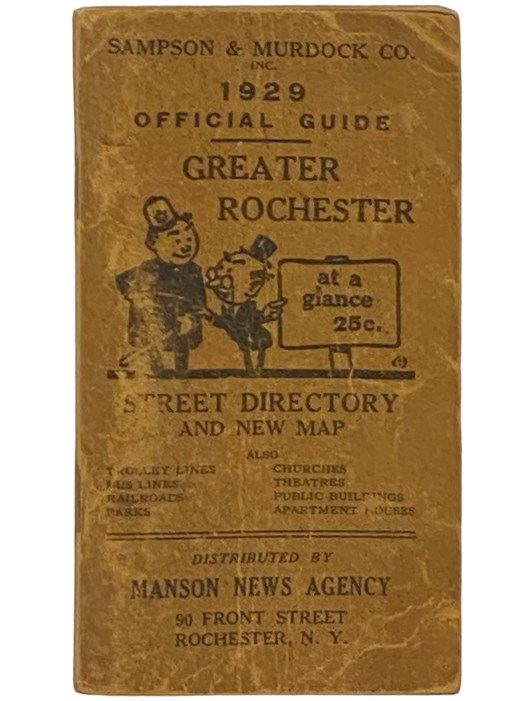 SAMPSON & MURDOCK CO.
INC.
1929
OFFICIAL GUIDE
GREATER
ROCHESTER
at a
glance
25c.
STREET DIRECTORY
AND NEW MAP
ALSO
TROLLEY LINES
BUS LINES
RAILROADS
PARKS
CHURCHES
THEATRES
PUBLIC BUILDINGS
APARTMENT HOUSES
DISTRIBUTED BY
MANSON NEWS AGENCY
90 FRONT STREET
ROCHESTER, N. Y.